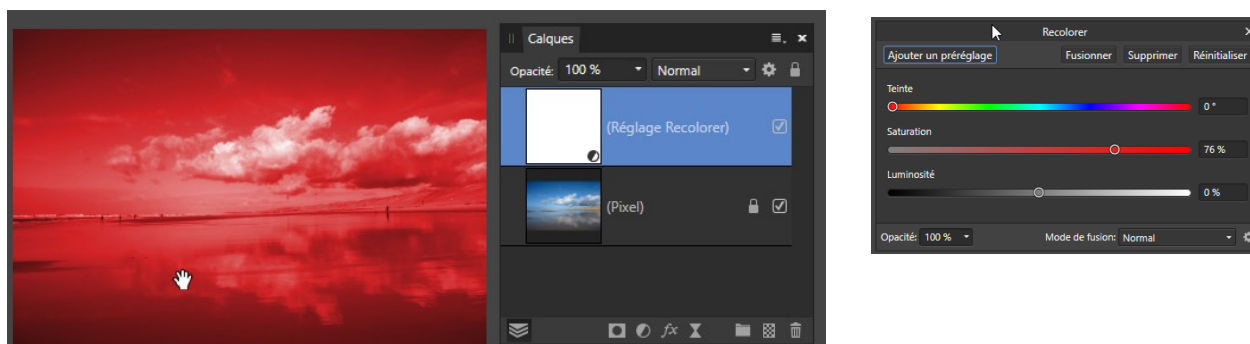 Calques
Opacité: 100 % Normal
(Réglage Recolorer)
(Pixel)
fx
Recolorer
Ajouter un préréglage Fusionner Supprimer Réinitialiser
Teinte
0 °
Saturation
76 %
Luminosité
0 %
Opacité: 100 % Mode de fusion: Normal